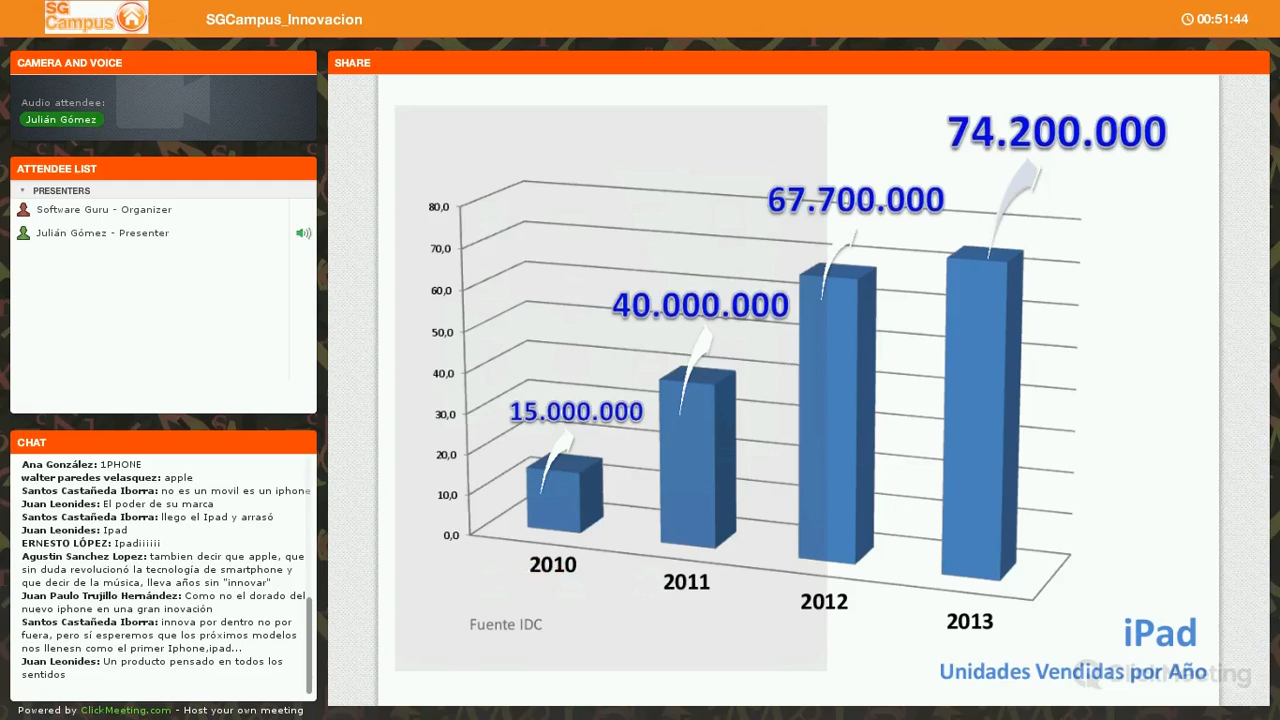 SG
Campus
SGCampus_Innovacion
00:51:44
CAMERA AND VOICE
Audio attendee:
Julián Gómez
ATTENDEE LIST
PRESENTERS
Software Guru - Organizer
Julián Gómez - Presenter
CHAT
Ana González: 1PHONE
walter paredes velasquez: apple
Santos Castañeda Iborra: no es un movil es un iphone
Juan Leonides: El poder de su marca
Santos Castañeda Iborra: llego el Ipad y arrasó
Juan Leonides: Ipad
ERNESTO LÓPEZ: Ipadiiiiii
Agustin Sanchez Lopez: tambien decir que apple, que
sin duda revolucionó la tecnología de smartphone y
que decir de la música, lleva años sin "innovar"
Juan Paulo Trujillo Hernández: Como no el dorado del
nuevo iphone en una gran inovación
Santos Castañeda Iborra: innova por dentro no por
fuera, pero sí esperemos que los próximos modelos
nos llenesn como el primer Iphone,ipad...
Juan Leonides: Un producto pensado en todos los
sentidos
Powered by ClickMeeting.com - Host your own meeting
SHARE
74.200.000
67.700.000
40.000.000
15.000.000
80,0
70,0
60,0
50,0
40,0
30,0
20,0
10,0
0,0
2010
2011
2012
2013
Fuente IDC
iPad
Unidades Vendidas por Año
ClickMeeting